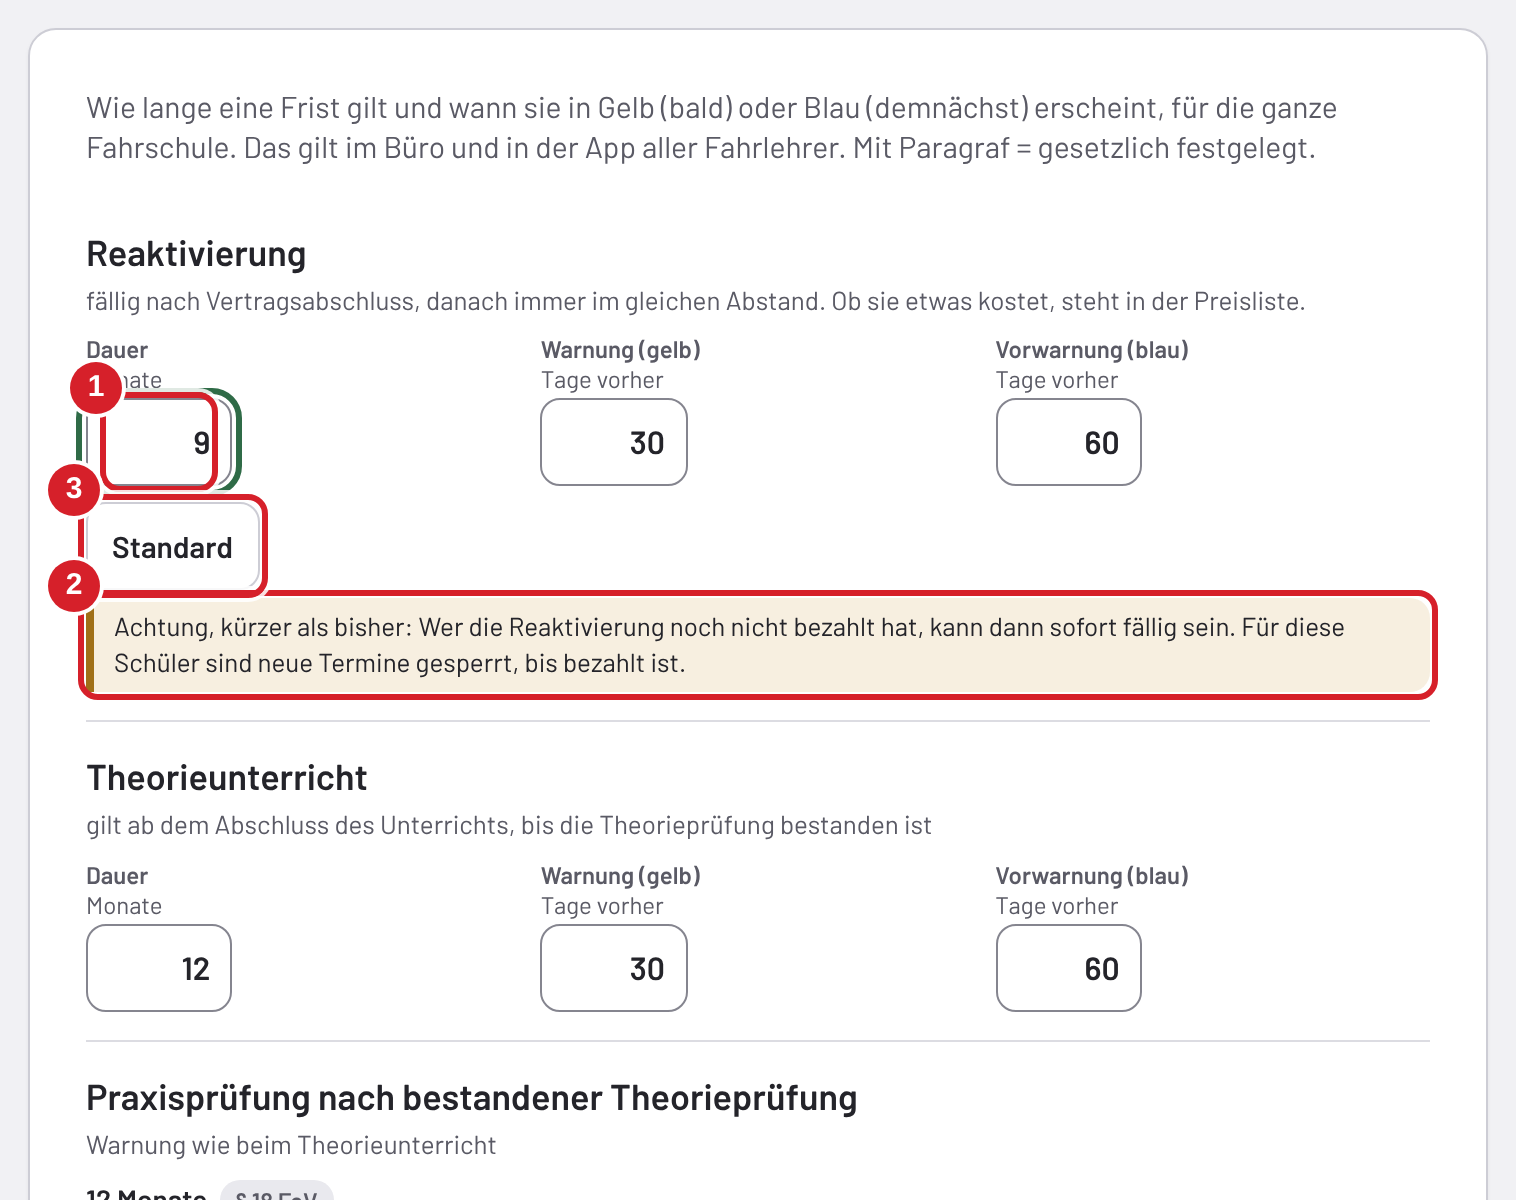 Wie lange eine Frist gilt und wann sie in Gelb (bald) oder Blau (demnächst) erscheint, für die ganze
Fahrschule. Das gilt im Büro und in der App aller Fahrlehrer. Mit Paragraf = gesetzlich festgelegt.
Reaktivierung
fällig nach Vertragsabschluss, danach immer im gleichen Abstand. Ob sie etwas kostet, steht in der Preisliste.
Dauer Warnung (gelb) Vorwarnung (blau)
Tage vorher Tage vorher
1
9 30 60
3
Standard
2
Achtung, kürzer als bisher: Wer die Reaktivierung noch nicht bezahlt hat, kann dann sofort fällig sein. Für diese
Schüler sind neue Termine gesperrt, bis bezahlt ist.
Theorieunterricht
gilt ab dem Abschluss des Unterrichts, bis die Theorieprüfung bestanden ist
Dauer Warnung (gelb) Vorwarnung (blau)
Monate Tage vorher Tage vorher
12 30 60
Praxisprüfung nach bestandener Theorieprüfung
Warnung wie beim Theorieunterricht
12 Monate